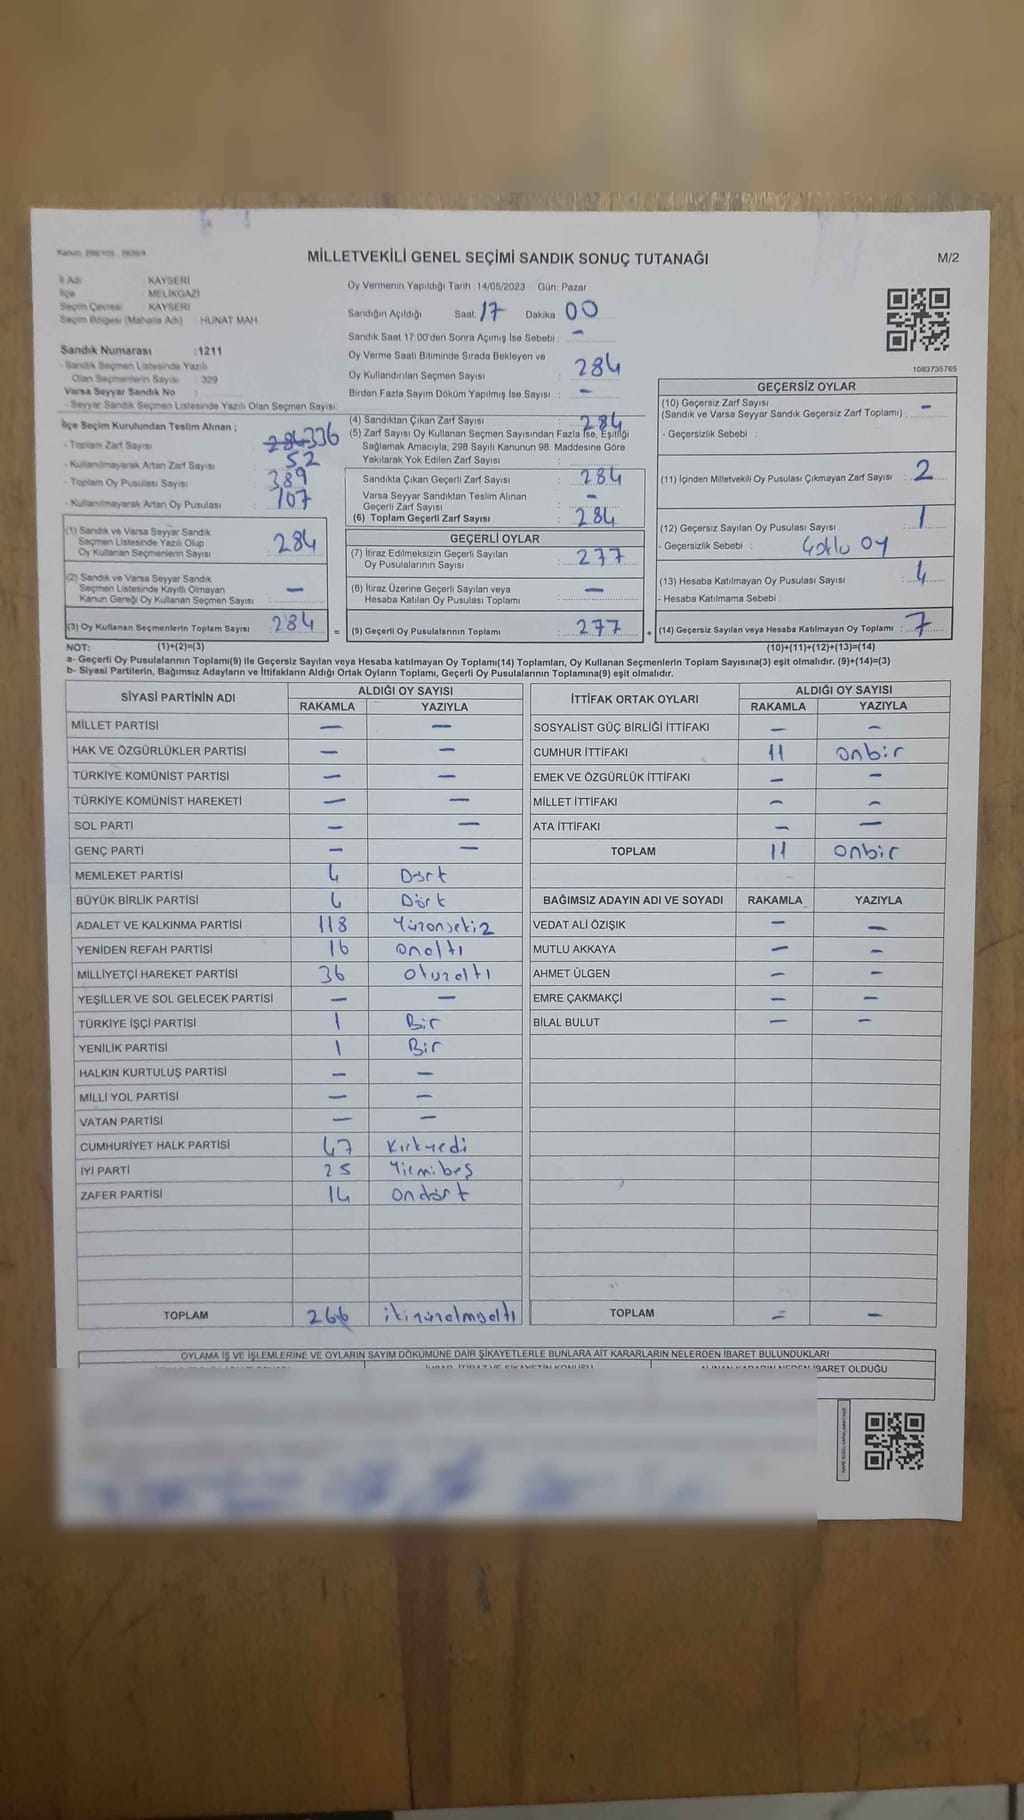 MİLLETVEKİLİ GENEL SEÇİMİ SANDIK SONUÇ TUTANAĞI
M/2
İl Adı KAYSERİ
İlçe MELİKGAZİ
Seçim Çevresi KAYSERİ
Seçim Bölgesi (Mahalle Adı) : HUNAT MAH.
Oy Vermenin Yapıldığı Tarih :14/05/2023 Gün: Pazar
Sandığın Açıldığı Saat: 17 Dakika 00
Sandık Saat 17:00'den Sonra Açımış İse Sebebi : -
Sandık Numarası :1211
- Sandık Seçmen Listesinde Yazılı
Olan Seçmenlerin Sayısı : 329
Varsa Seyyar Sandık No :
- Seyyar Sandık Seçmen Listesinde Yazılı Olan Seçmen Sayısı
Oy Verme Saati Bitiminde Sırada Bekleyen ve
Oy Kullandırılan Seçmen Sayısı : 284
Birden Fazla Sayım Döküm Yapılmış İse Sayısı : -
1083735765
İlçe Seçim Kurulundan Teslim Alınan ;
- Toplam Zarf Sayısı : 284 336
- Kullanılmayarak Artan Zarf Sayısı : 52
- Toplam Oy Pusulası Sayısı : 389
- Kullanılmayarak Artan Oy Pusulası : 107
(1) Sandık ve Varsa Seyyar Sandık
Seçmen Listesinde Yazılı Olup
Oy Kullanan Seçmenlerin Sayısı : 284
(2) Sandık ve Varsa Seyyar Sandık
Seçmen Listesinde Kayıtlı Olmayan
Kanun Gereği Oy Kullanan Seçmen Sayısı : -
(3) Oy Kullanan Seçmenlerin Toplam Sayısı : 284 =
(4) Sandıktan Çıkan Zarf Sayısı : 284
(5) Zarf Sayısı Oy Kullanan Seçmen Sayısından Fazla İse, Eşitliği
Sağlamak Amacıyla; 298 Sayılı Kanunun 98. Maddesine Göre
Yakılarak Yok Edilen Zarf Sayısı :
Sandıkta Çıkan Geçerli Zarf Sayısı : 284
Varsa Seyyar Sandıktan Teslim Alınan
Geçerli Zarf Sayısı : -
(6) Toplam Geçerli Zarf Sayısı : 284
GEÇERLİ OYLAR
(7) İtiraz Edilmeksizin Geçerli Sayılan
Oy Pusulalarının Sayısı : 277
(8) İtiraz Üzerine Geçerli Sayılan veya
Hesaba Katılan Oy Pusulası Toplamı : -
(9) Geçerli Oy Pusulalarının Toplamı : 277 +
GEÇERSİZ OYLAR
(10) Geçersiz Zarf Sayısı
(Sandık ve Varsa Seyyar Sandık Geçersiz Zarf Toplamı) : -
- Geçersizlik Sebebi :
(11) İçinden Milletvekili Oy Pusulası Çıkmayan Zarf Sayısı : 2
(12) Geçersiz Sayılan Oy Pusulası Sayısı : 1
- Geçersizlik Sebebi : Çoklu OY
(13) Hesaba Katılmayan Oy Pusulası Sayısı : 4
- Hesaba Katılmama Sebebi :
(14) Geçersiz Sayılan veya Hesaba Katılmayan Oy Toplamı : 7
NOT: (1)+(2)=(3) (10)+(11)+(12)+(13)=(14)
a- Geçerli Oy Pusulalarının Toplamı(9) ile Geçersiz Sayılan veya Hesaba katılmayan Oy Toplamı(14) Toplamları, Oy Kullanan Seçmenlerin Toplam Sayısına(3) eşit olmalıdır. (9)+(14)=(3)
b- Siyasi Partilerin, Bağımsız Adayların ve İttifakların Aldığı Ortak Oyların Toplamı, Geçerli Oy Pusulalarının Toplamına(9) eşit olmalıdır.
SİYASİ PARTİNİN ADI ALDIĞI OY SAYISI
RAKAMLA YAZIYLA
MİLLET PARTİSİ - -
HAK VE ÖZGÜRLÜKLER PARTİSİ - -
TÜRKİYE KOMÜNİST PARTİSİ - -
TÜRKİYE KOMÜNİST HAREKETİ - -
SOL PARTİ - -
GENÇ PARTİ - -
MEMLEKET PARTİSİ 4 Dört
BÜYÜK BİRLİK PARTİSİ 4 Dört
ADALET VE KALKINMA PARTİSİ 118 Yüzonsekiz
YENİDEN REFAH PARTİSİ 16 onaltı
MİLLİYETÇİ HAREKET PARTİSİ 36 otuzaltı
YEŞİLLER VE SOL GELECEK PARTİSİ - -
TÜRKİYE İŞÇİ PARTİSİ 1 Bir
YENİLİK PARTİSİ 1 Bir
HALKIN KURTULUŞ PARTİSİ - -
MİLLİ YOL PARTİSİ - -
VATAN PARTİSİ - -
CUMHURİYET HALK PARTİSİ 47 Kırkyedi
İYİ PARTİ 25 Yirmibeş
ZAFER PARTİSİ 14 ondört
TOPLAM 266 ikiyüzaltmışaltı
İTTİFAK ORTAK OYLARI ALDIĞI OY SAYISI
RAKAMLA YAZIYLA
SOSYALİST GÜÇ BİRLİĞİ İTTİFAKI - -
CUMHUR İTTİFAKI 11 onbir
EMEK VE ÖZGÜRLÜK İTTİFAKI - -
MİLLET İTTİFAKI - -
ATA İTTİFAKI - -
TOPLAM 11 onbir
BAĞIMSIZ ADAYIN ADI VE SOYADI RAKAMLA YAZIYLA
VEDAT ALİ ÖZIŞIK - -
MUTLU AKKAYA - -
AHMET ÜLGEN - -
EMRE ÇAKMAKÇİ - -
BİLAL BULUT - -
TOPLAM - -
OYLAMA İŞ VE İŞLEMLERİNE VE OYLARIN SAYIM DÖKÜMÜNE DAİR ŞİKAYETLERLE BUNLARA AİT KARARLARIN NELERDEN İBARET BULUNDUKLARI
İBARET OLDUĞU